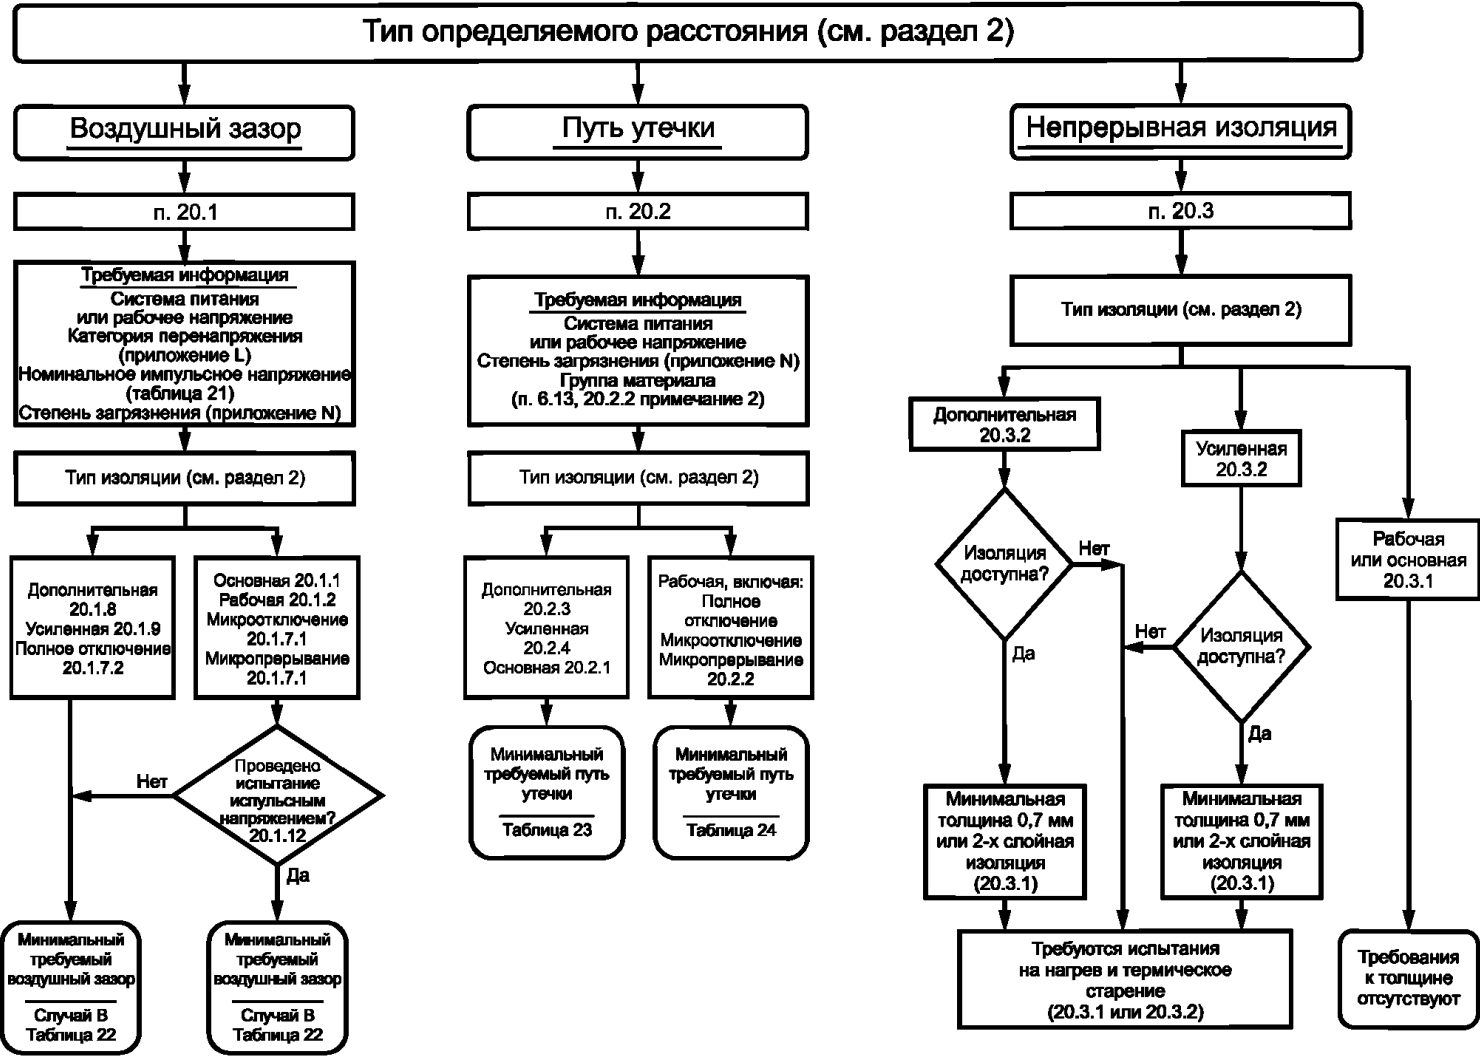 Тип определяемого расстояния (см. раздел 2)
Воздушный зазор
п. 20.1
Требуемая информация
Система питания
или рабочее напряжение
Категория перенапряжения
(приложение L)
Номинальное импульсное напряжение
(таблица 21)
Степень загрязнения (приложение N)
Тип изоляции (см. раздел 2)
Дополнительная
20.1.8
Усиленная 20.1.9
Полное отключение
20.1.7.2
Основная 20.1.1
Рабочая 20.1.2
Микроотключение
20.1.7.1
Микропрерывание
20.1.7.1
Проведено
испытание
испульсным
напряжением?
20.1.12
Нет
Да
Минимальный
требуемый
воздушный зазор
Случай В
Таблица 22
Минимальный
требуемый
воздушный зазор
Случай В
Таблица 22
Путь утечки
п. 20.2
Требуемая информация
Система питания
или рабочее напряжение
Степень загрязнения (приложение N)
Группа материала
(п. 6.13, 20.2.2 примечание 2)
Тип изоляции (см. раздел 2)
Дополнительная
20.2.3
Усиленная
20.2.4
Основная 20.2.1
Рабочая, включая:
Полное
отключение
Микроотключение
Микропрерывание
20.2.2
Минимальный
требуемый путь
утечки
Таблица 23
Минимальный
требуемый путь
утечки
Таблица 24
Непрерывная изоляция
п. 20.3
Тип изоляции (см. раздел 2)
Дополнительная
20.3.2
Усиленная
20.3.2
Рабочая
или основная
20.3.1
Изоляция
доступна?
Нет
Да
Изоляция
доступна?
Нет
Да
Минимальная
толщина 0,7 мм
или 2-х слойная
изоляция
(20.3.1)
Минимальная
толщина 0,7 мм
или 2-х слойная
изоляция
(20.3.1)
Требуются испытания
на нагрев и термическое
старение
(20.3.1 или 20.3.2)
Требования
к толщине
отсутствуют